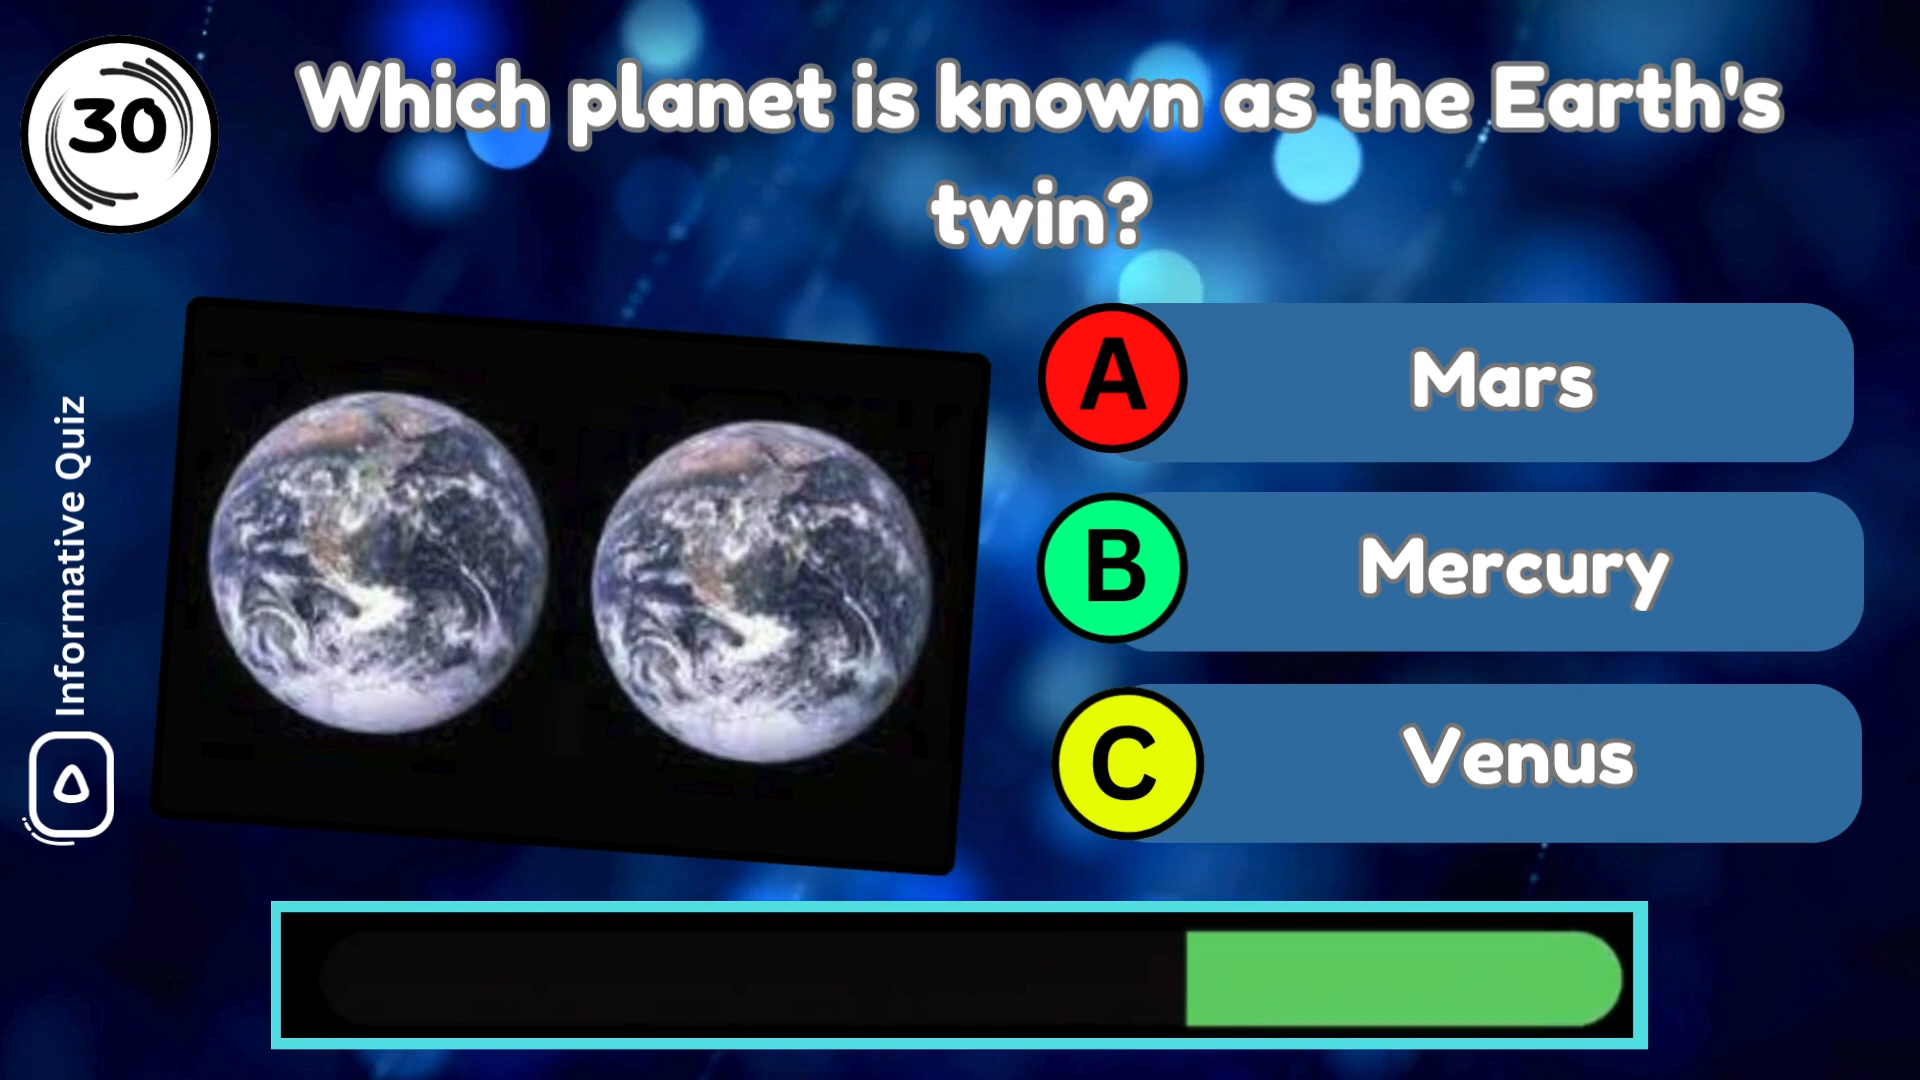 30
Which planet is known as the Earth's
twin?
A Mars
B Mercury
C Venus
Informative Quiz